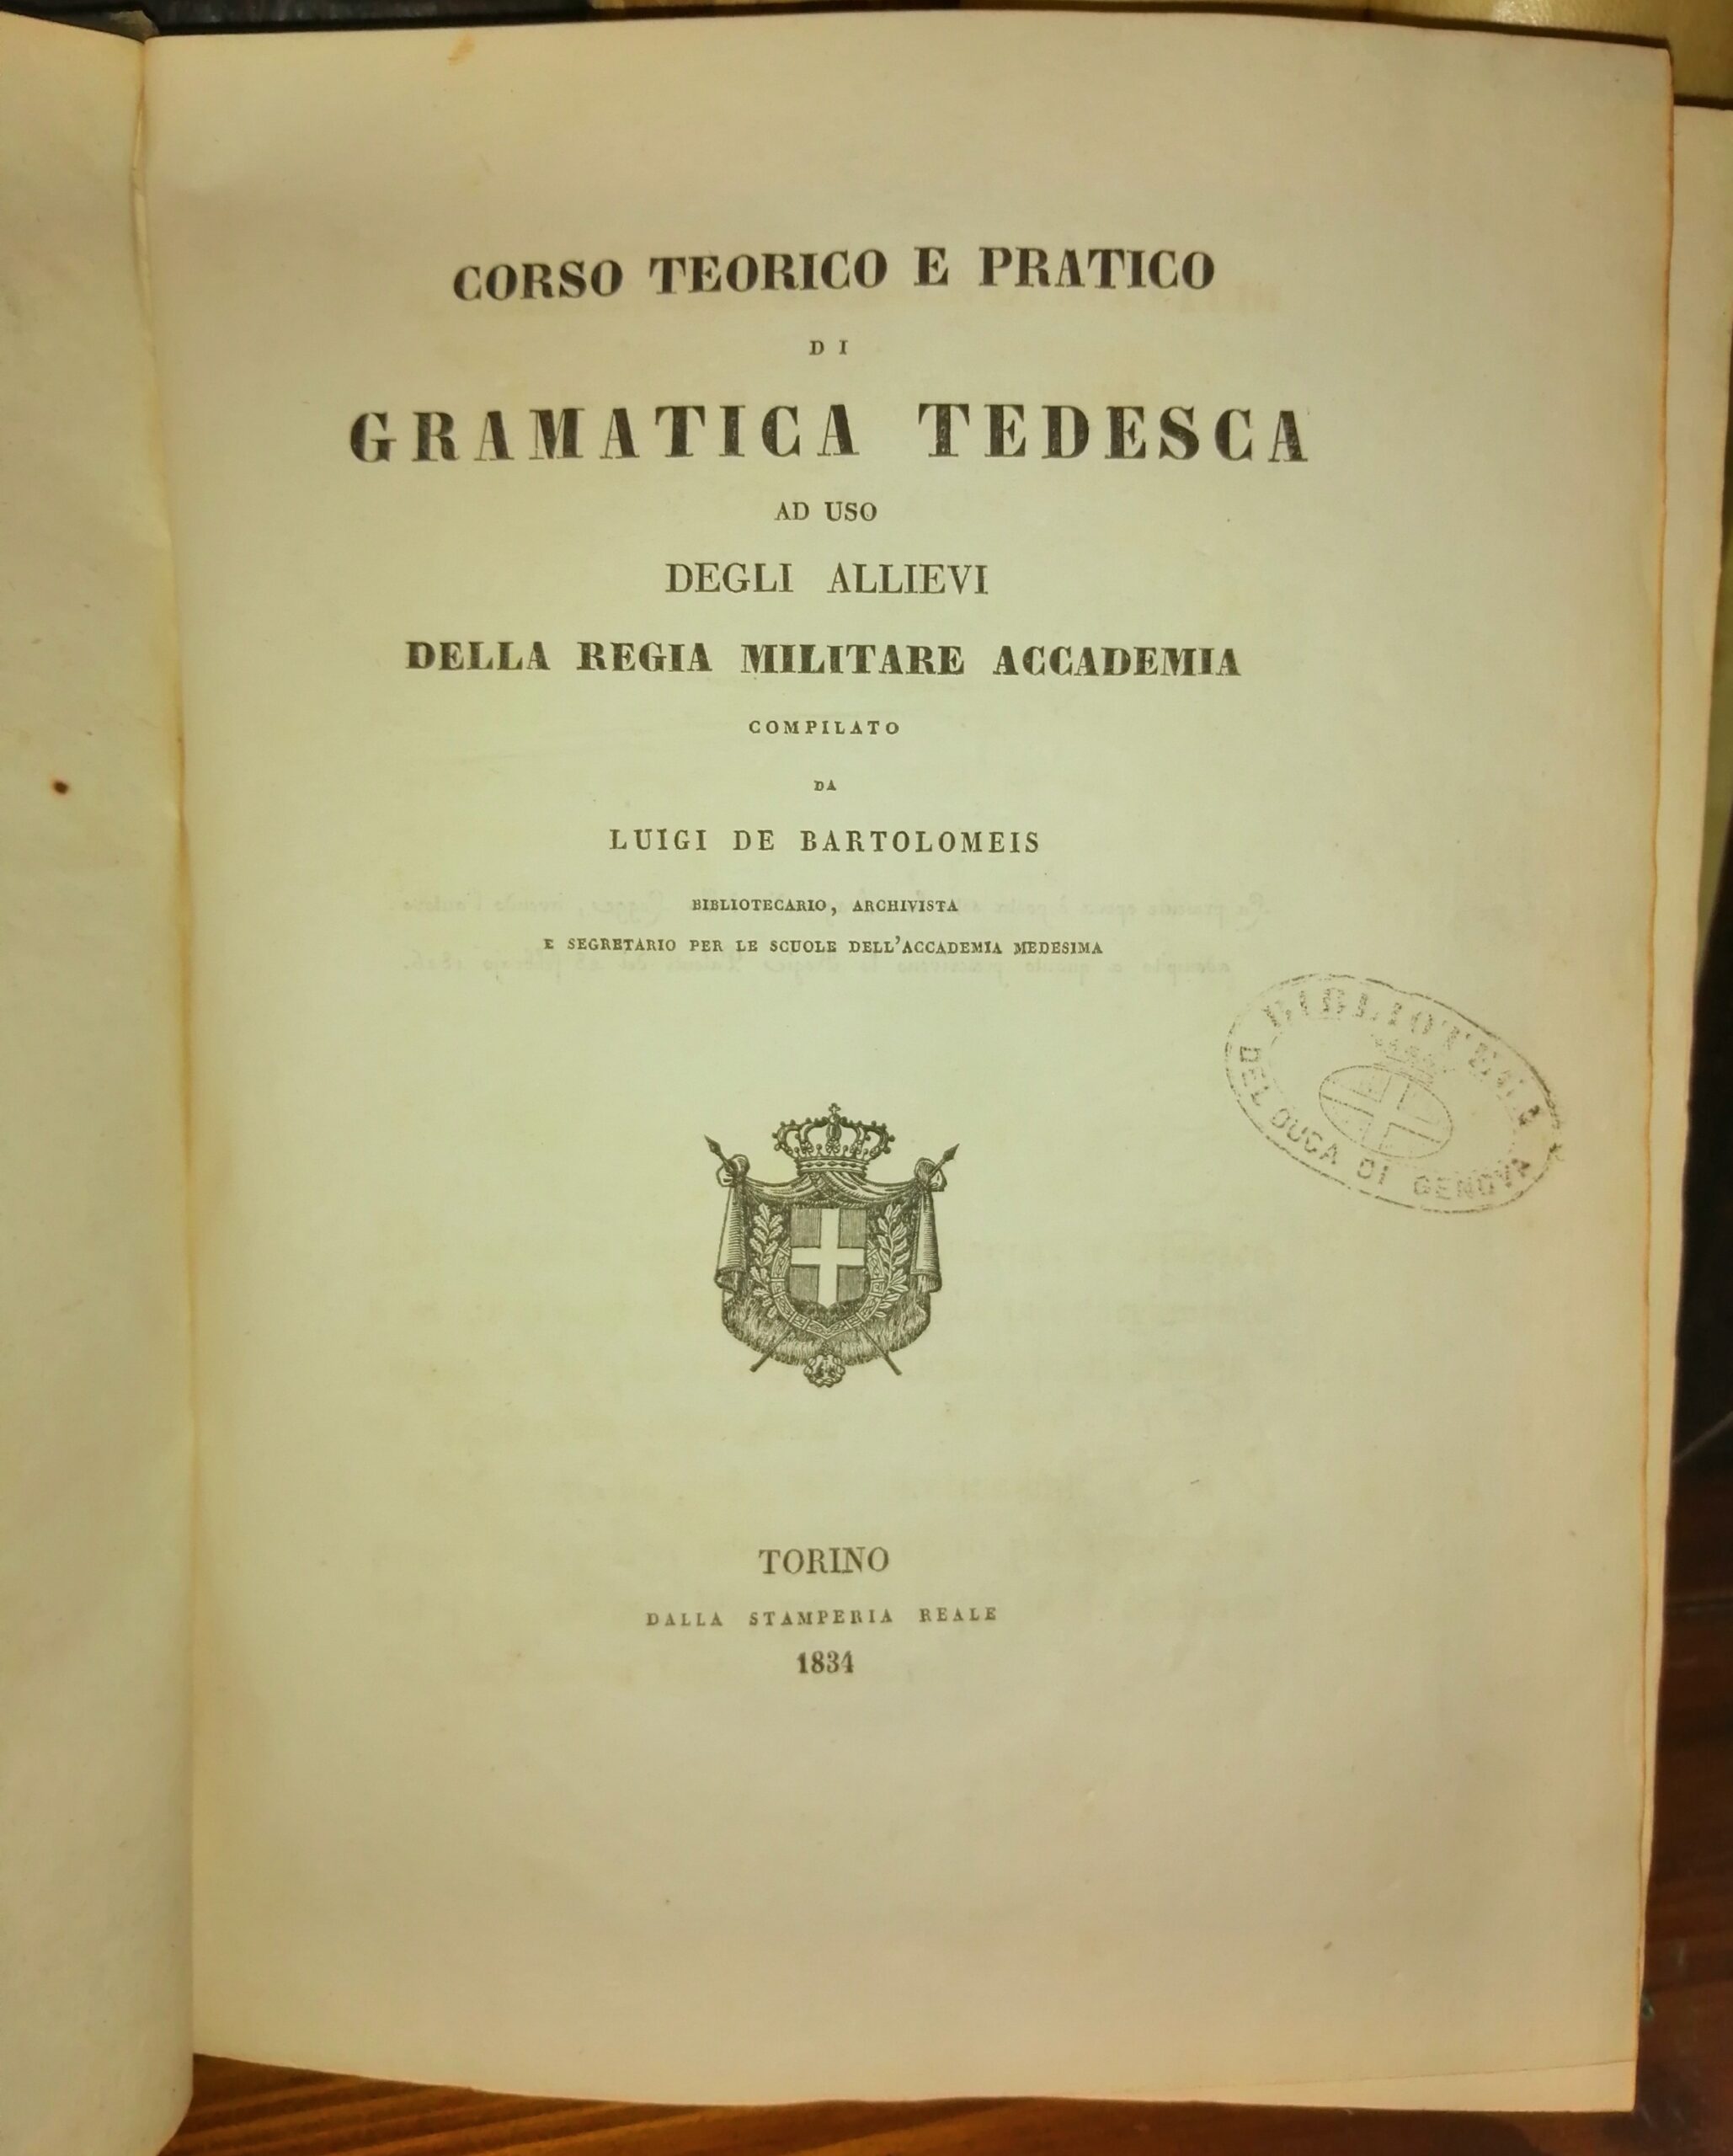 CORSO TEORICO E PRATICO
DI
GRAMATICA TEDESCA
AD USO
DEGLI ALLIEVI
DELLA REGIA MILITARE ACCADEMIA
COMPILATO
DA
LUIGI DE BARTOLOMEIS
BIBLIOTECARIO, ARCHIVISTA
E SEGRETARIO PER LE SCUOLE DELL'ACCADEMIA MEDESIMA
BIBLIOTECA
DEL DUCA DI GENOVA
TORINO
DALLA STAMPERIA REALE
1834